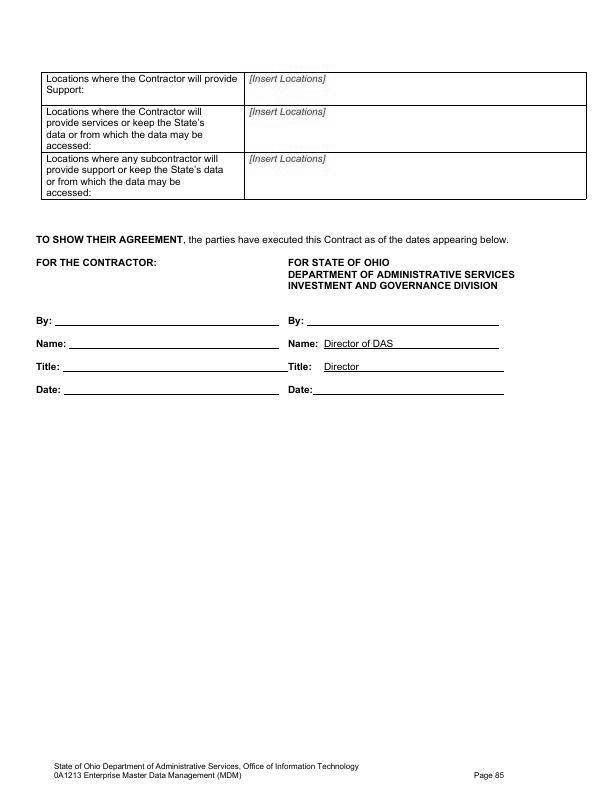 Locations where the Contractor will provide
Support:
[Insert Locations]
Locations where the Contractor will
provide services or keep the State's
data or from which the data may be
accessed:
[Insert Locations]
Locations where any subcontractor will
provide support or keep the State's data
or from which the data may be
accessed:
[Insert Locations]
TO SHOW THEIR AGREEMENT, the parties have executed this Contract as of the dates appearing below.
FOR THE CONTRACTOR:
FOR STATE OF OHIO
DEPARTMENT OF ADMINISTRATIVE SERVICES
INVESTMENT AND GOVERNANCE DIVISION
By: By:
Name: Name: Director of DAS
Title: Title: Director
Date: Date:
State of Ohio Department of Administrative Services, Office of Information Technology
0A1213 Enterprise Master Data Management (MDM) Page 85